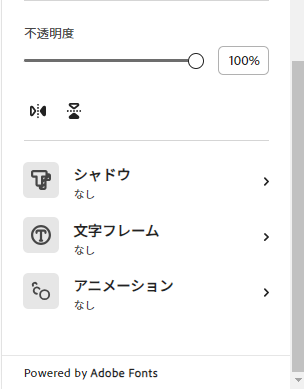 不透明度
100%
シャドウ
なし
文字フレーム
なし
アニメーション
なし
Powered by Adobe Fonts